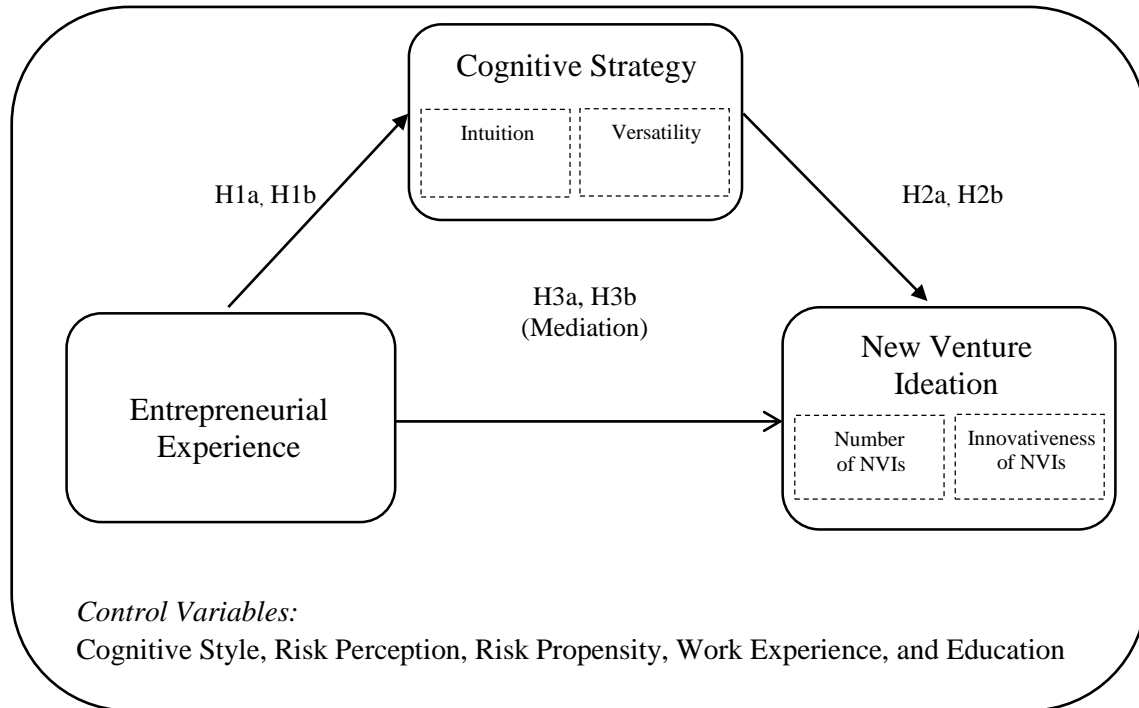 Cognitive Strategy
Intuition
Versatility
H1a, H1b
H2a, H2b
H3a, H3b
(Mediation)
Entrepreneurial
Experience
New Venture
Ideation
Number
of NVIs
Innovativeness
of NVIs
Control Variables:
Cognitive Style, Risk Perception, Risk Propensity, Work Experience, and Education